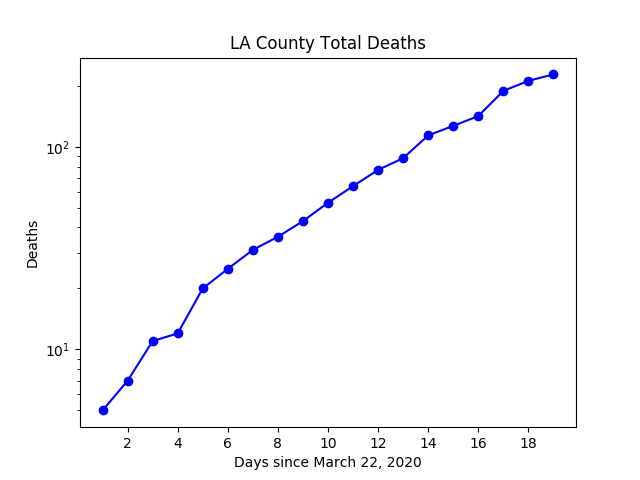 LA County Total Deaths
Deaths
10²
10¹
2 4 6 8 10 12 14 16 18
Days since March 22, 2020